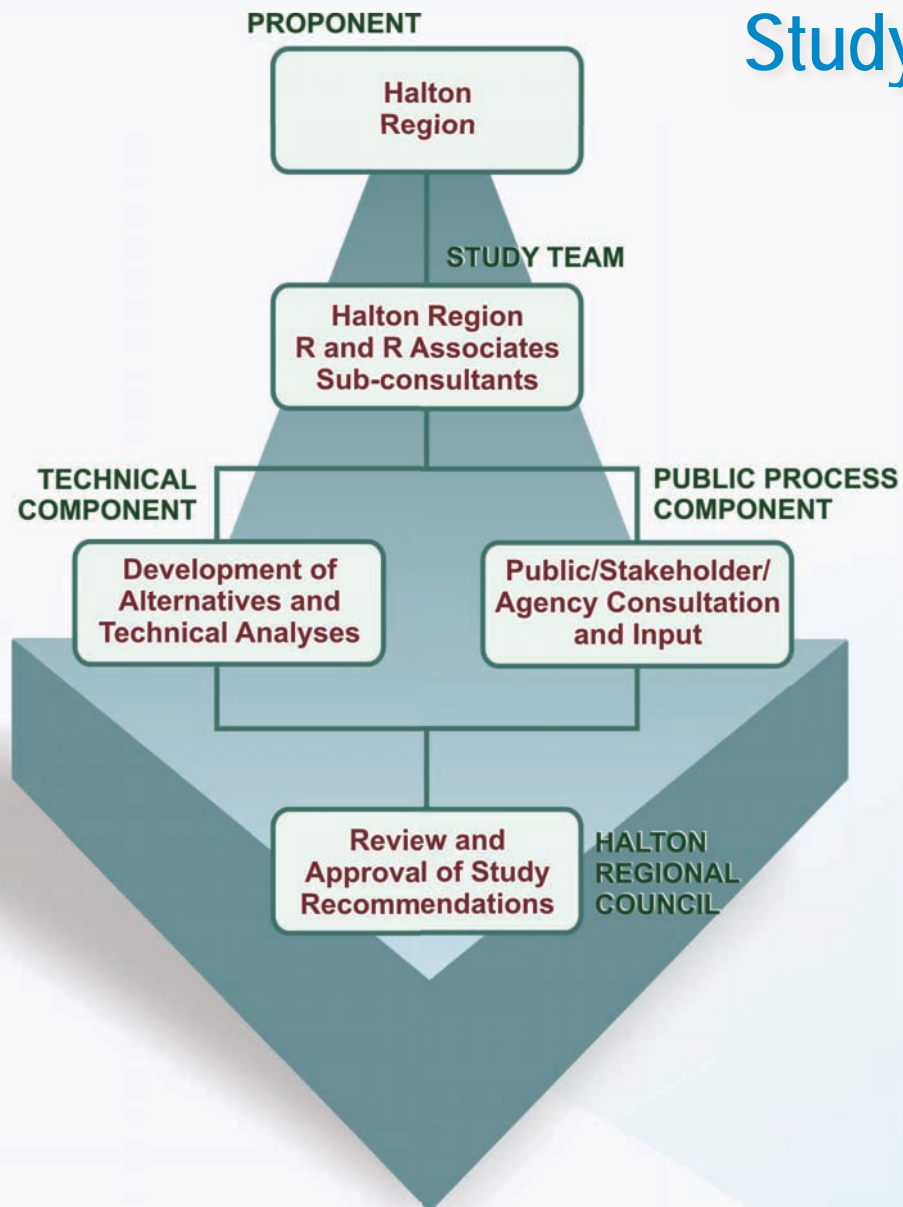 PROPONENT
Study
Halton
Region
STUDY TEAM
Halton Region
R and R Associates
Sub-consultants
TECHNICAL
COMPONENT
PUBLIC PROCESS
COMPONENT
Development of
Alternatives and
Technical Analyses
Public/Stakeholder/
Agency Consultation
and Input
Review and
Approval of Study
Recommendations
HALTON
REGIONAL
COUNCIL